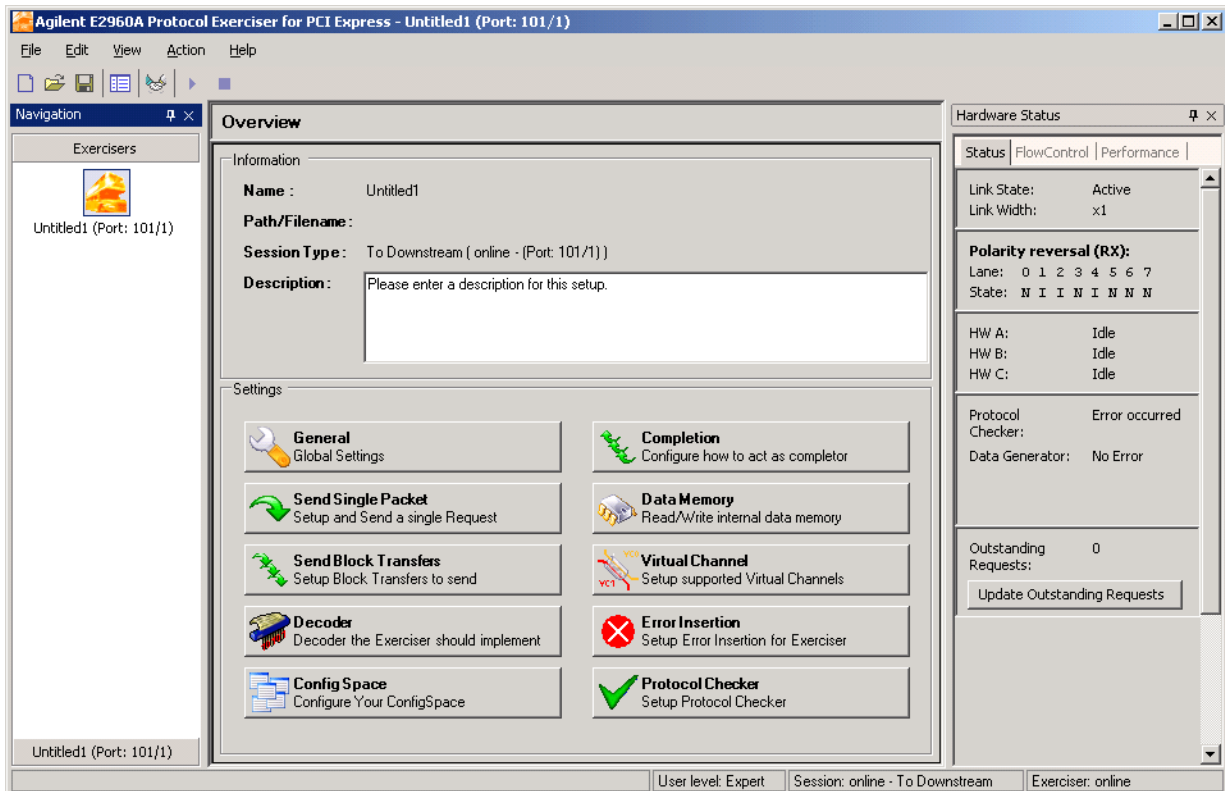 Agilent E2960A Protocol Exerciser for PCI Express - Untitled1 (Port: 101/1)
File Edit View Action Help
Navigation
Exercisers
Untitled1 (Port: 101/1)
Untitled1 (Port: 101/1)
Overview
Information
Name : Untitled1
Path/Filename :
Session Type : To Downstream ( online - (Port: 101/1) )
Description : Please enter a description for this setup.
Settings
General
Global Settings
Completion
Configure how to act as completor
Send Single Packet
Setup and Send a single Request
Data Memory
Read/Write internal data memory
Send Block Transfers
Setup Block Transfers to send
VC0
VC1
Virtual Channel
Setup supported Virtual Channels
Decoder
Decoder the Exerciser should implement
Error Insertion
Setup Error Insertion for Exerciser
Config Space
Configure Your ConfigSpace
Protocol Checker
Setup Protocol Checker
Hardware Status
Status FlowControl Performance
Link State: Active
Link Width: x1
Polarity reversal (RX):
Lane: 0 1 2 3 4 5 6 7
State: N I I N I N N N
HW A: Idle
HW B: Idle
HW C: Idle
Protocol Checker: Error occurred
Data Generator: No Error
Outstanding Requests: 0
Update Outstanding Requests
User level: Expert
Session: online - To Downstream
Exerciser: online